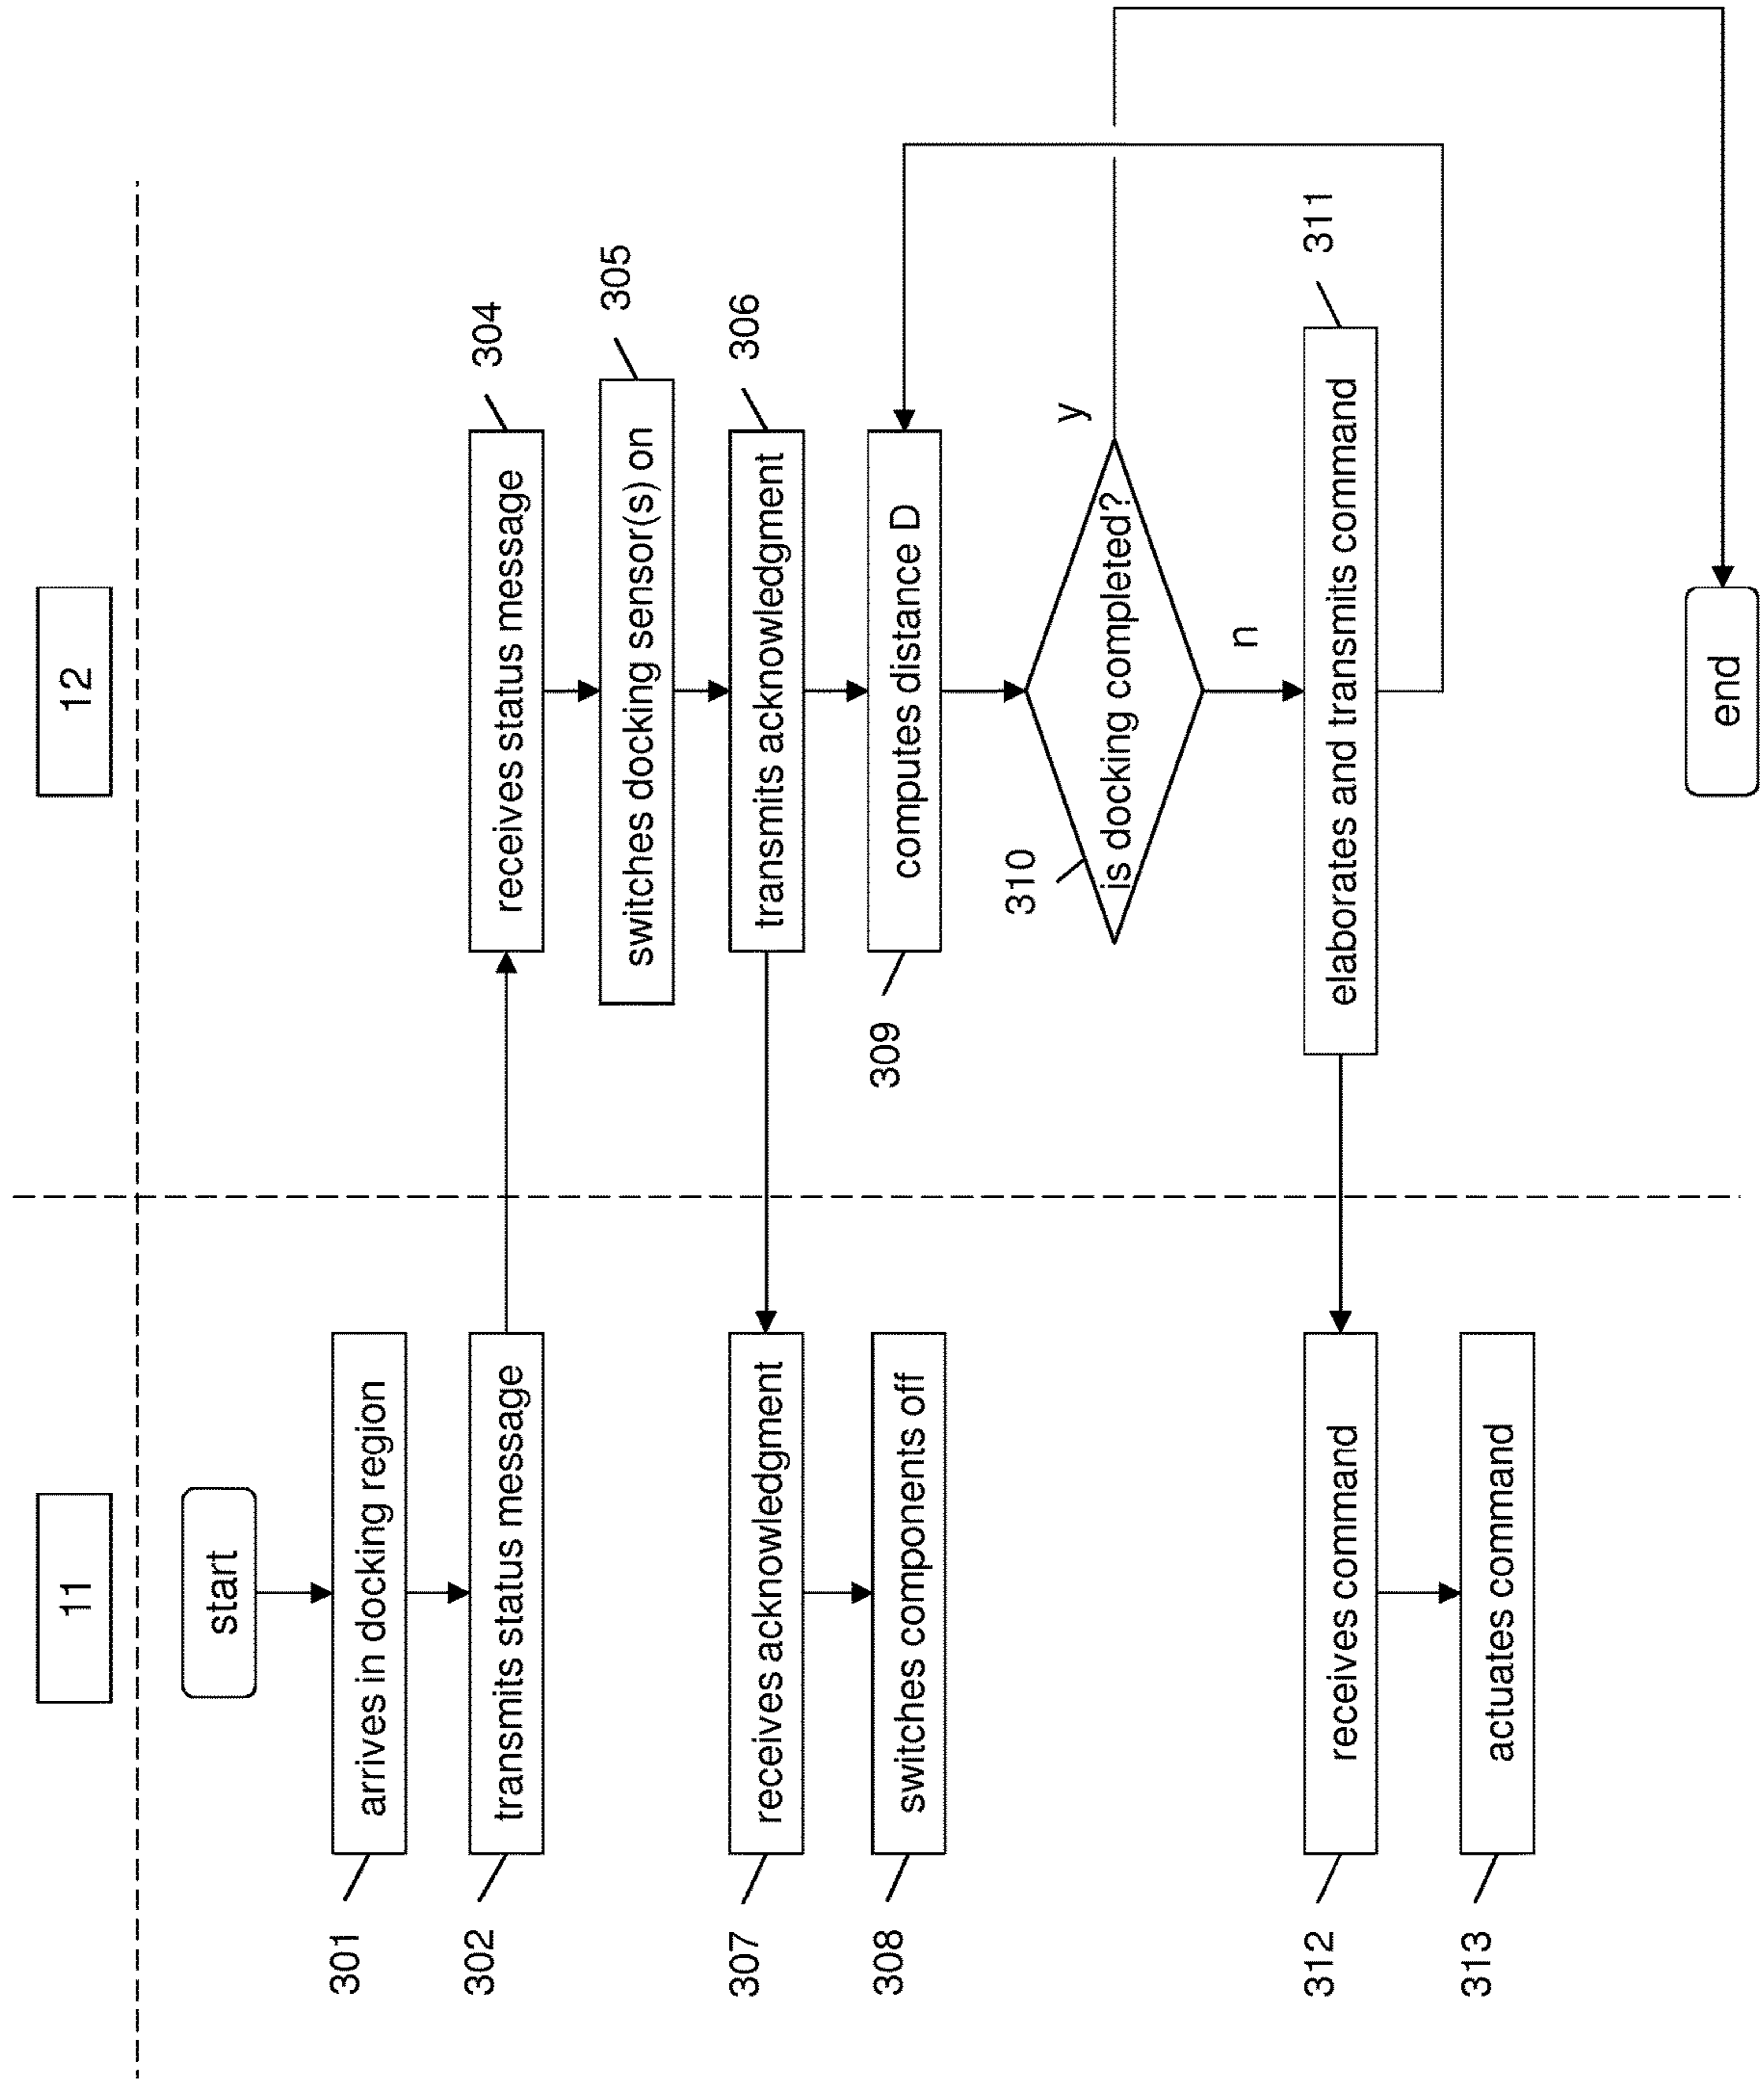 11
12
start
301
arrives in docking region
302
transmits status message
receives status message
304
switches docking sensor(s) on
305
transmits acknowledgment
306
307
receives acknowledgment
308
switches components off
309
computes distance D
310
is docking completed?
y
n
elaborates and transmits command
311
312
receives command
313
actuates command
end